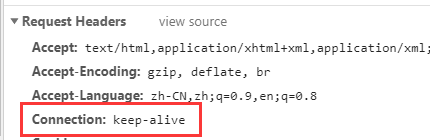 Request Headers view source
Accept: text/html,application/xhtml+xml,application/xml;
Accept-Encoding: gzip, deflate, br
Accept-Language: zh-CN,zh;q=0.9,en;q=0.8
Connection: keep-alive